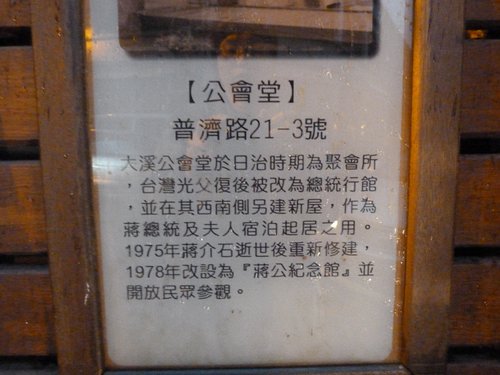 【公會堂】
普濟路21-3號
大溪公會堂於日治時期為聚會所
，台灣光父復後被改為總統行館
，並在其西南側另建新屋，作為
蔣總統及夫人宿泊起居之用。
1975年蔣介石逝世後重新修建，
1978年改設為『蔣公紀念館』並
開放民眾參觀。